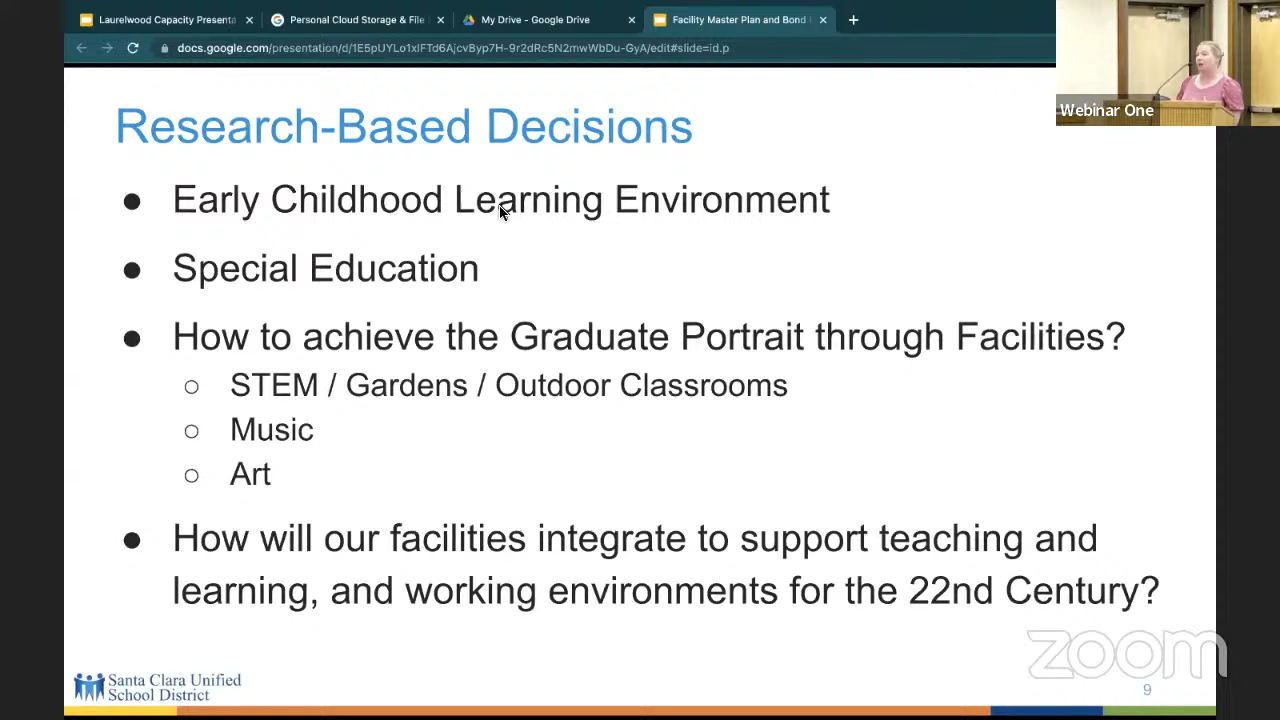 Laurelwood Capacity Presenta
Personal Cloud Storage & File
My Drive - Google Drive
Facility Master Plan and Bond
docs.google.com/presentation/d/1E5pUYLo1xlFTd6AjcvByp7H-9r2dRc5N2mwWbDu-GyA/edit#slide=id.p
Webinar One
Research-Based Decisions
● Early Childhood Learning Environment
● Special Education
● How to achieve the Graduate Portrait through Facilities?
○ STEM / Gardens / Outdoor Classrooms
○ Music
○ Art
● How will our facilities integrate to support teaching and
learning, and working environments for the 22nd Century?
zoom
Santa Clara Unified
School District
9